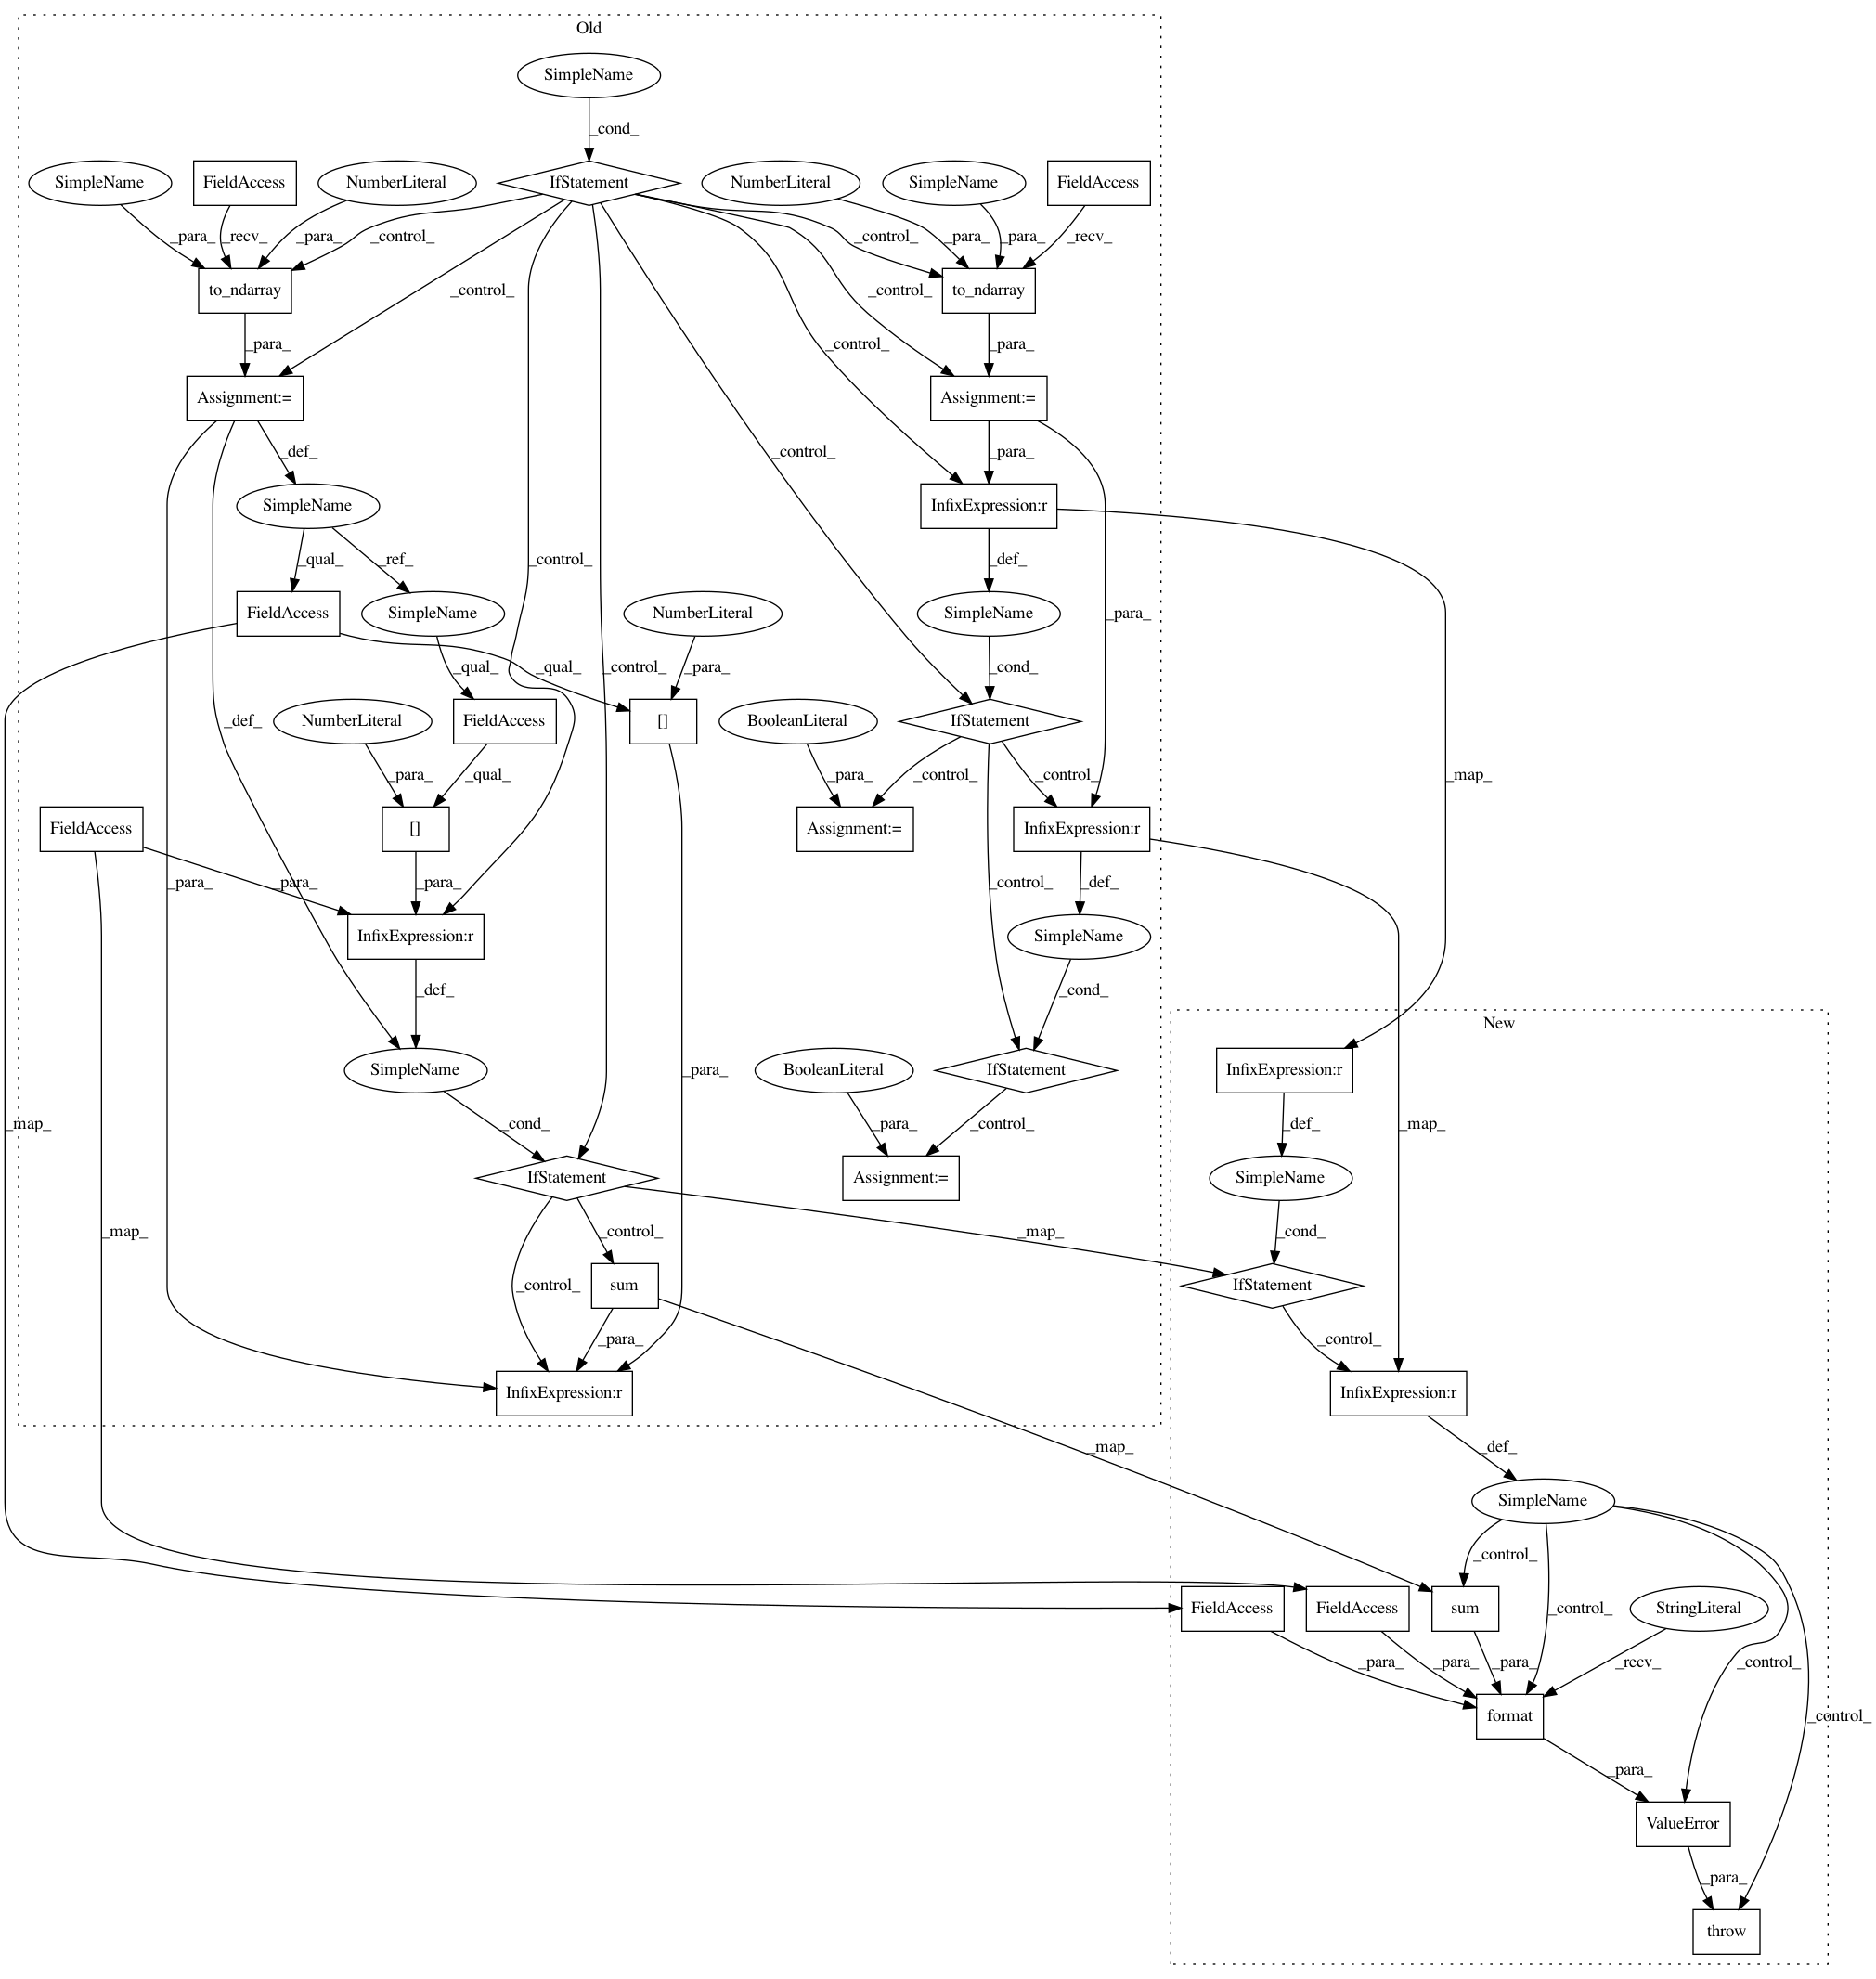 Old
SimpleName
_cond_
SimpleName
FieldAccess
NumberLiteral
IfStatement
NumberLiteral
SimpleName
FieldAccess
_para_
_recv_
_para_
_control_
_control_
_para_
_para_
_recv_
to_ndarray
_control_
_control_
to_ndarray
_para_
_control_
_para_
Assignment:=
Assignment:=
_def_
_control_
_para_
SimpleName
InfixExpression:r
_qual_
_ref_
_control_
_def_
FieldAccess
SimpleName
NumberLiteral
SimpleName
_para_
_qual_
_qual_
_control_
_para_
_cond_
_def_
NumberLiteral
FieldAccess
[]
BooleanLiteral
IfStatement
_para_
_qual_
_para_
_control_
_control_
_map_
FieldAccess
[]
Assignment:=
InfixExpression:r
_para_
_para_
_para_
_control_
_def_
InfixExpression:r
SimpleName
_def_
_cond_
New
SimpleName
_para_
BooleanLiteral
IfStatement
InfixExpression:r
_map_
_cond_
_para_
_control_
_def_
_map_
IfStatement
Assignment:=
SimpleName
_map_
_control_
_map_
_cond_
_control_
sum
IfStatement
_para_
_control_
InfixExpression:r
InfixExpression:r
_map_
_def_
SimpleName
_control_
FieldAccess
FieldAccess
sum
_control_
StringLiteral
_para_
_para_
_para_
_recv_
_control_
format
_control_
_para_
ValueError
_para_
throw